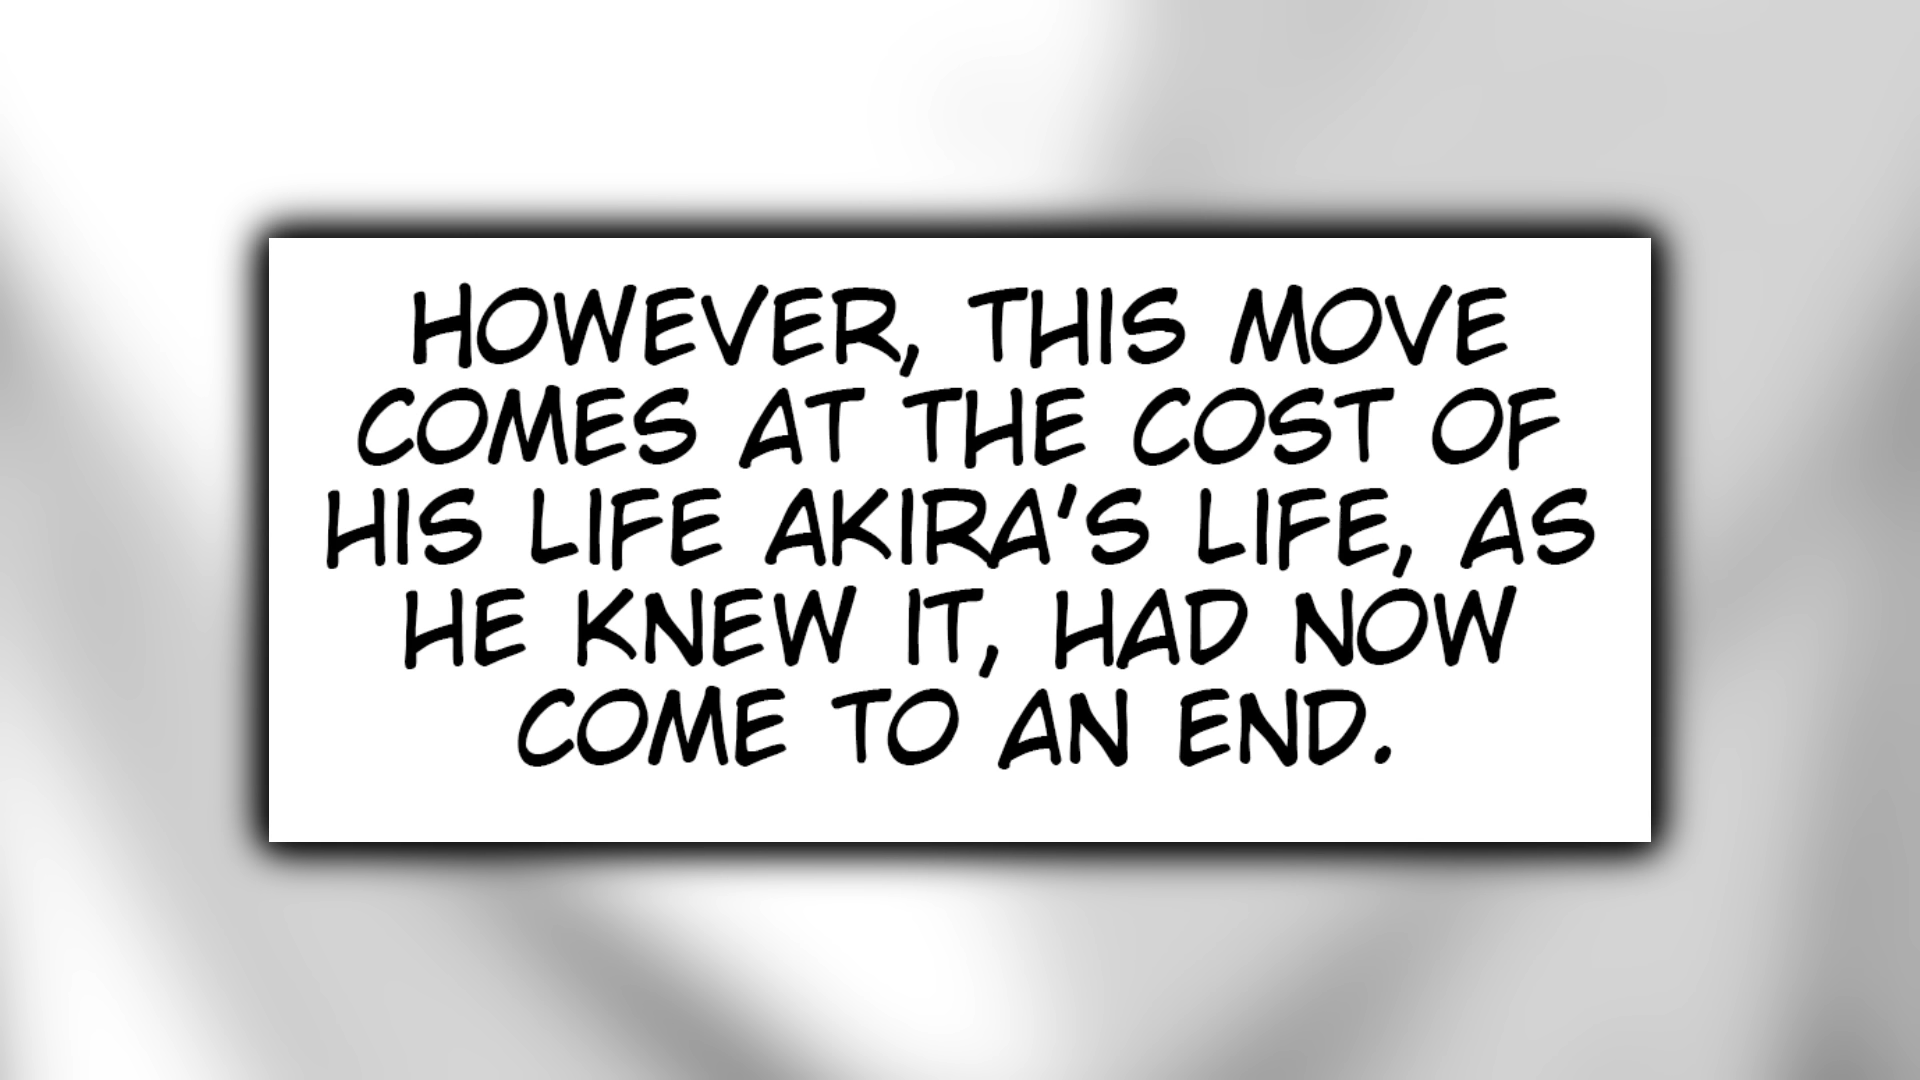 HOWEVER, THIS MOVE
COMES AT THE COST OF
HIS LIFE AKIRA'S LIFE, AS
HE KNEW IT, HAD NOW
COME TO AN END.